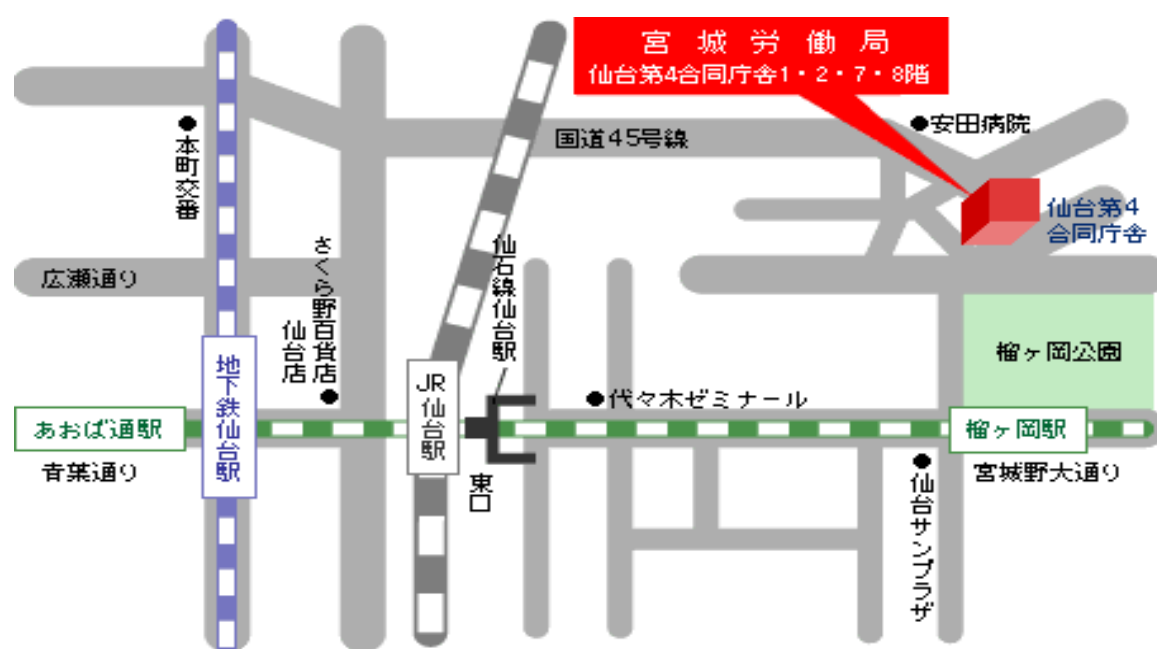 宮城労働局
仙台第4合同庁舎1・2・7・8階
●安田病院
国道45号線
●本町交番
仙台第4
合同庁舎
仙石線仙台駅
さくら野百貨店
仙台店
広瀬通り
榴ヶ岡公園
地下鉄仙台駅
JR仙台駅
●代々木ゼミナール
あおば通駅
榴ヶ岡駅
青葉通り
東口
●仙台サンプラザ
宮城野大通り